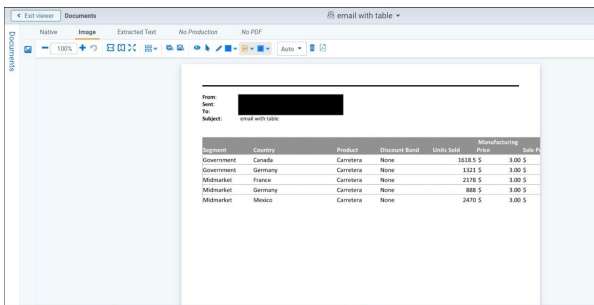 Exit viewer Documents email with table
Documents
Native Image Extracted Text No Production No PDF
100% Auto
From:
Sent:
To:
Subject: email with table
Manufacturing
Segment Country Product Discount Band Units Sold Price Sale Pr
Government Canada Carretera None 1618.5 $ 3.00 $
Government Germany Carretera None 1321 $ 3.00 $
Midmarket France Carretera None 2178 $ 3.00 $
Midmarket Germany Carretera None 888 $ 3.00 $
Midmarket Mexico Carretera None 2470 $ 3.00 $